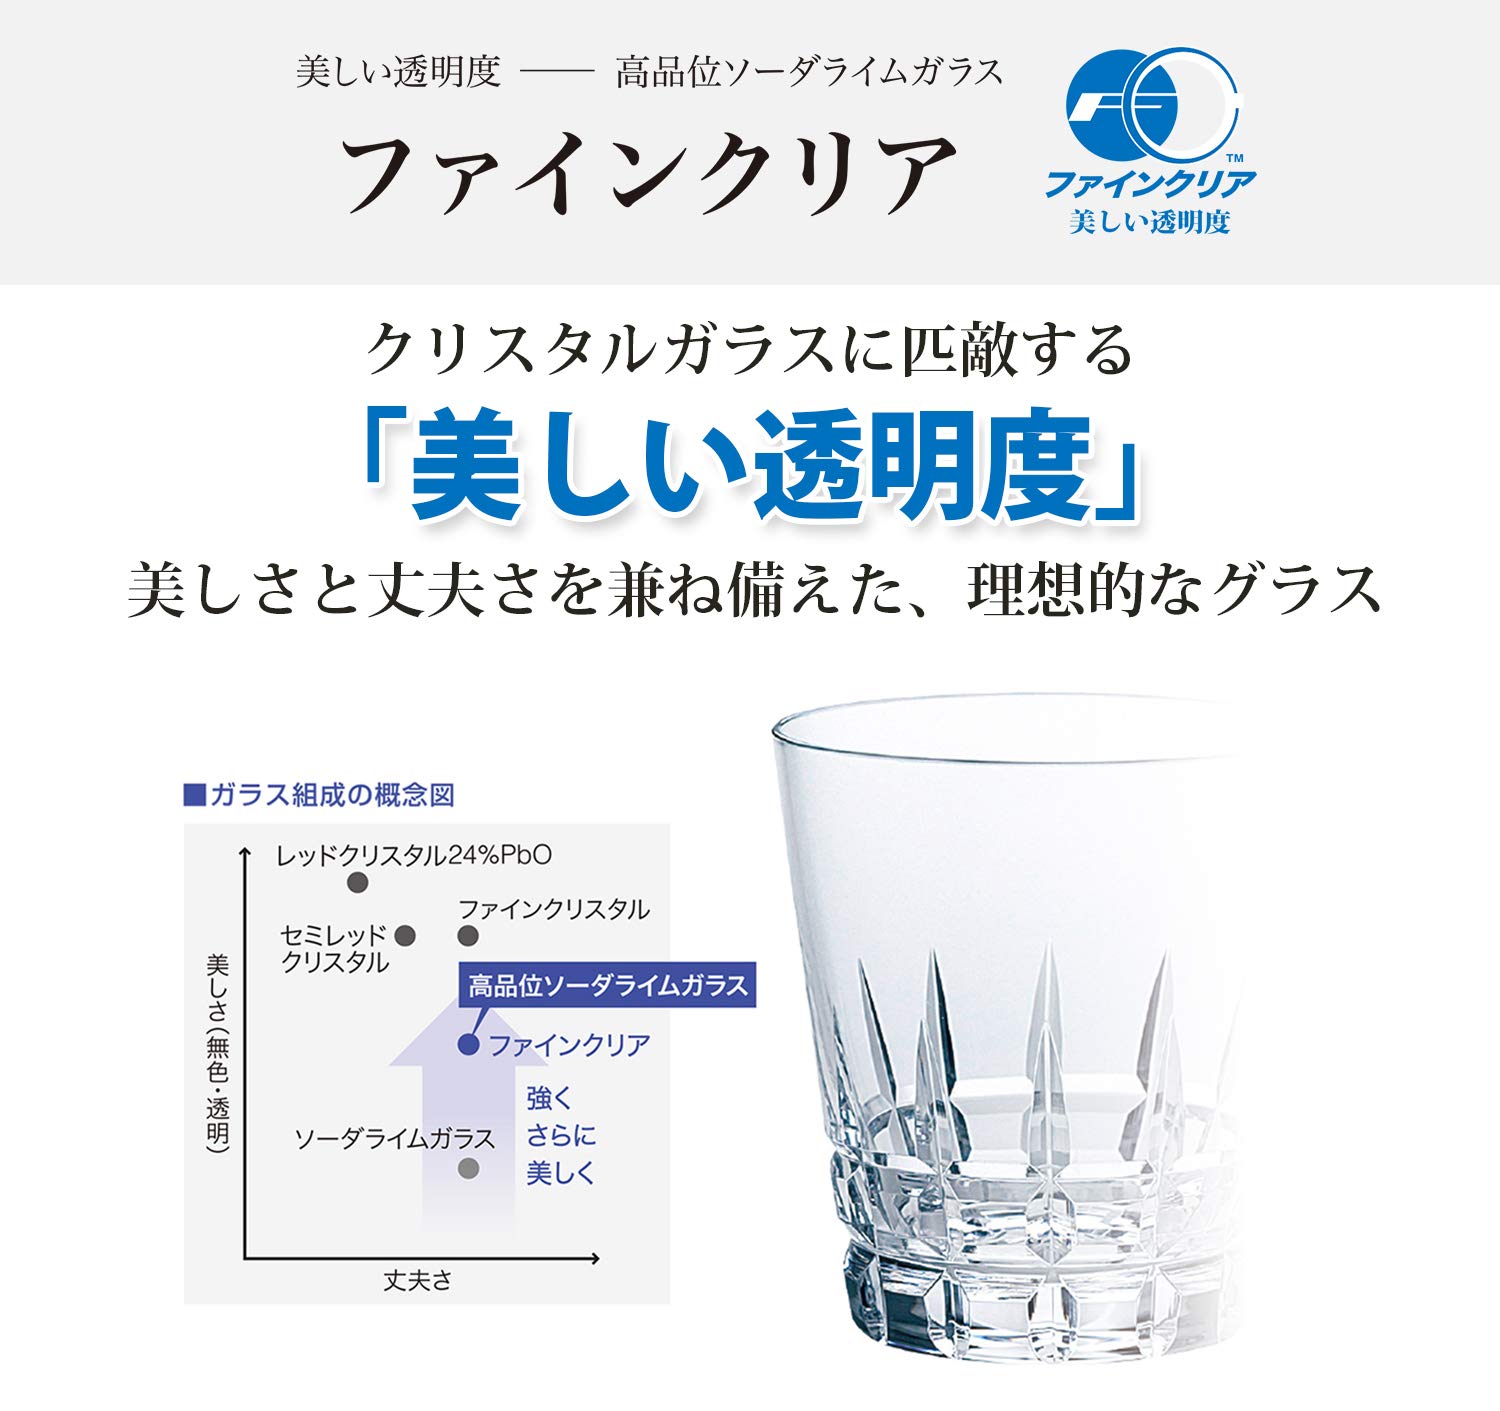 美しい透明度 ── 高品位ソーダライムガラス
ファインクリア
FC
TM
ファインクリア
美しい透明度
クリスタルガラスに匹敵する
「美しい透明度」
美しさと丈夫さを兼ね備えた、理想的なグラス
■ガラス組成の概念図
レッドクリスタル24%PbO
ファインクリスタル
セミレッド
クリスタル
高品位ソーダライムガラス
ファインクリア
強く
さらに
美しく
ソーダライムガラス
美しさ(無色・透明)
丈夫さ